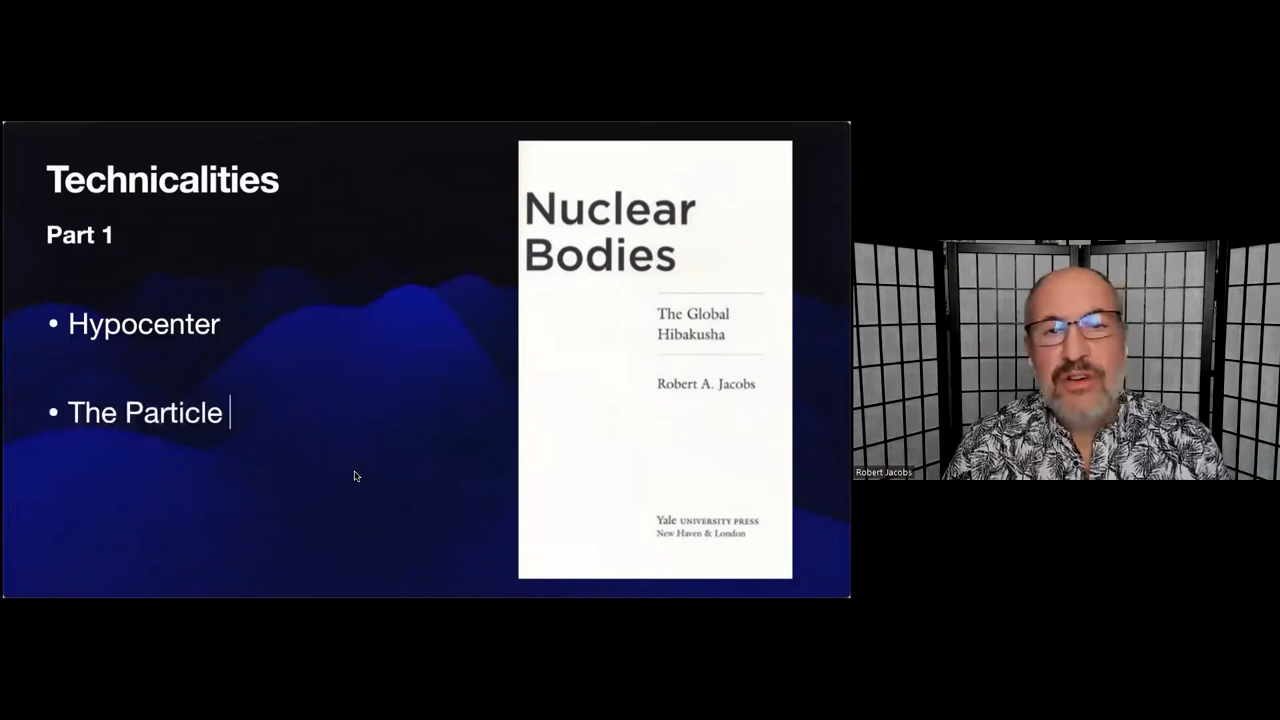 Technicalities
Part 1
• Hypocenter
• The Particle
Nuclear
Bodies
The Global
Hibakusha
Robert A. Jacobs
Yale UNIVERSITY PRESS
New Haven & London
Robert Jacobs